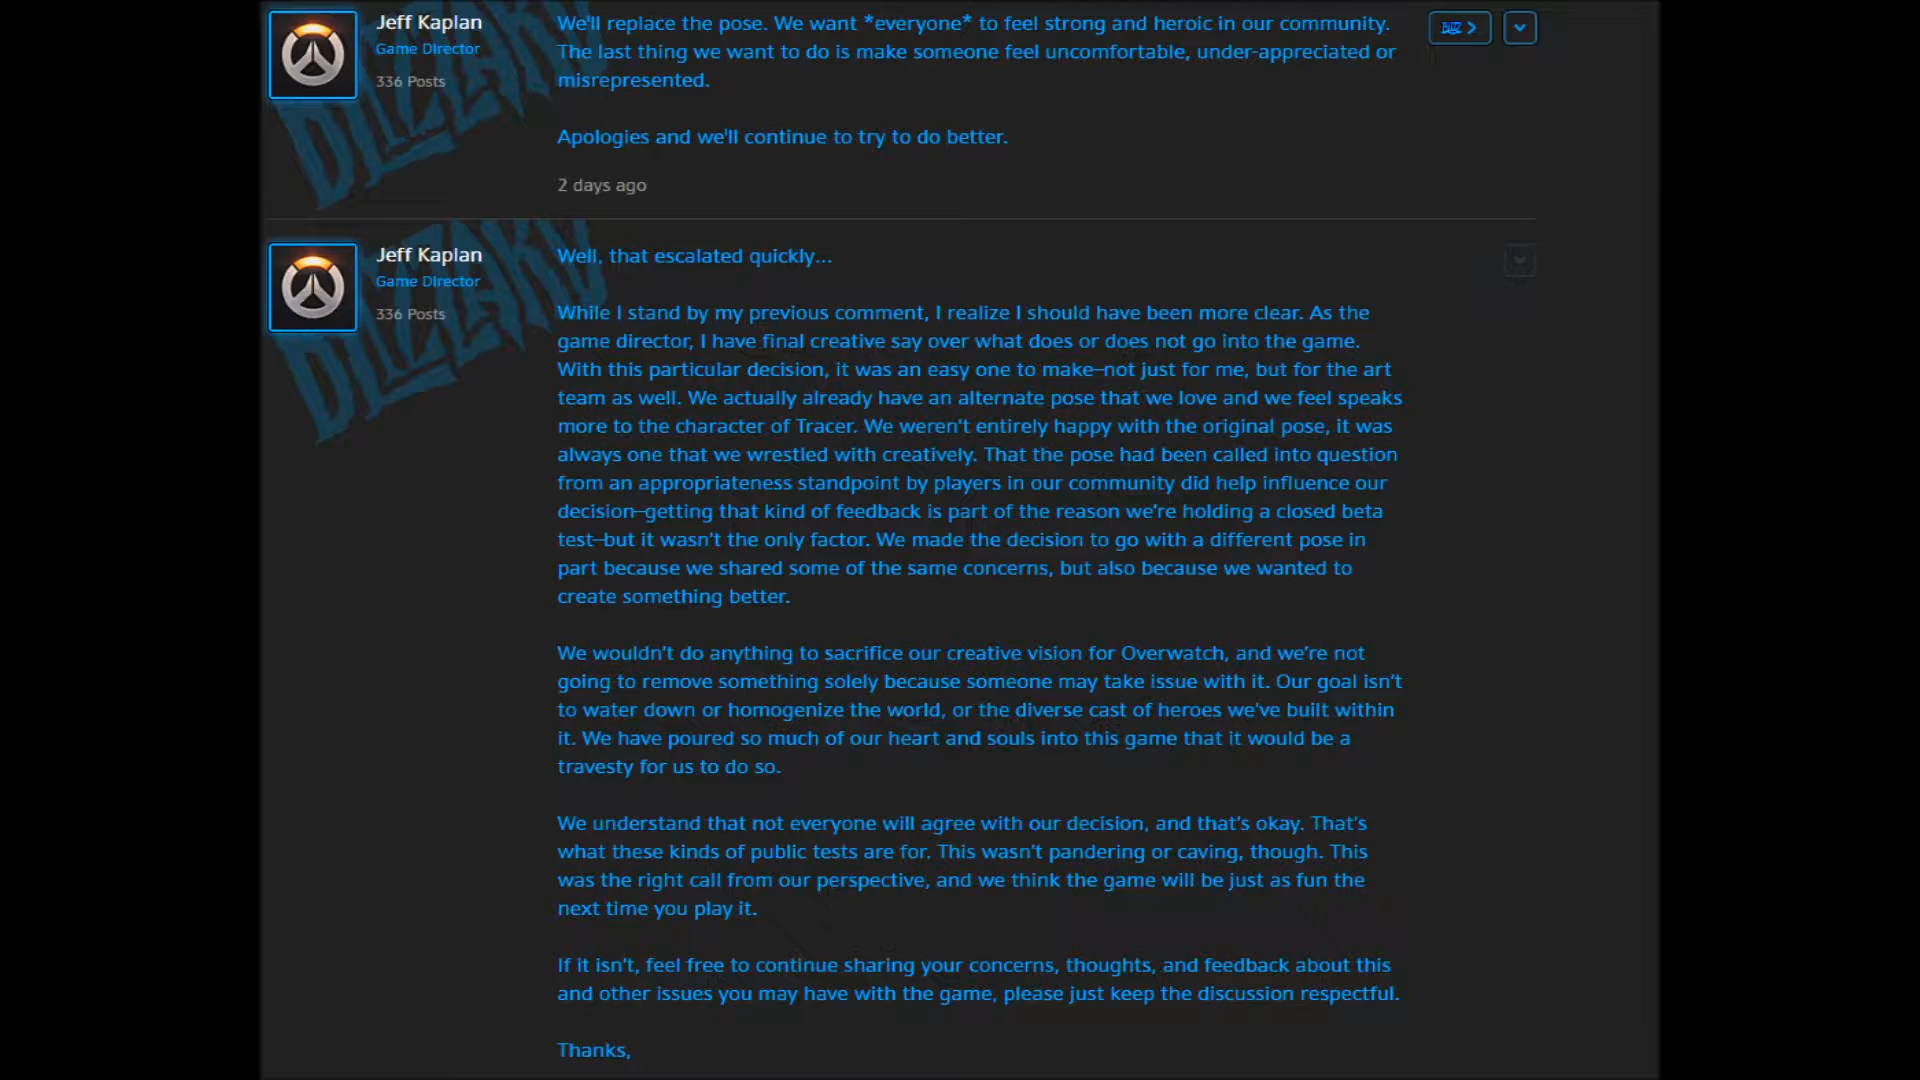 Jeff Kaplan
Game Director
336 Posts
We'll replace the pose. We want *everyone* to feel strong and heroic in our community.
The last thing we want to do is make someone feel uncomfortable, under-appreciated or
misrepresented.
Apologies and we'll continue to try to do better.
2 days ago
BLIZZ
BLIZZARD
Jeff Kaplan
Game Director
336 Posts
Well, that escalated quickly...
While I stand by my previous comment, I realize I should have been more clear. As the
game director, I have final creative say over what does or does not go into the game.
With this particular decision, it was an easy one to make—not just for me, but for the art
team as well. We actually already have an alternate pose that we love and we feel speaks
more to the character of Tracer. We weren't entirely happy with the original pose, it was
always one that we wrestled with creatively. That the pose had been called into question
from an appropriateness standpoint by players in our community did help influence our
decision—getting that kind of feedback is part of the reason we're holding a closed beta
test—but it wasn't the only factor. We made the decision to go with a different pose in
part because we shared some of the same concerns, but also because we wanted to
create something better.
We wouldn't do anything to sacrifice our creative vision for Overwatch, and we're not
going to remove something solely because someone may take issue with it. Our goal isn't
to water down or homogenize the world, or the diverse cast of heroes we've built within
it. We have poured so much of our heart and souls into this game that it would be a
travesty for us to do so.
We understand that not everyone will agree with our decision, and that's okay. That's
what these kinds of public tests are for. This wasn't pandering or caving, though. This
was the right call from our perspective, and we think the game will be just as fun the
next time you play it.
If it isn't, feel free to continue sharing your concerns, thoughts, and feedback about this
and other issues you may have with the game, please just keep the discussion respectful.
Thanks,
BLIZZARD